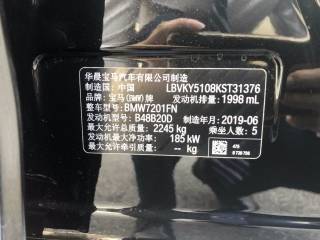 华晨宝马汽车有限公司制造
制造国: 中国 LBVKY5108KST31376
品牌: 宝马(BMW)牌 发动机排量: 1998 mL
整车型号: BMW7201FN
发动机型号: B48B20D 制造年月: 2019-06
最大允许总质量: 2245 kg 乘坐人数: 5
发动机最大净功率: 185 kW
最大允许牵引质量: -- kg